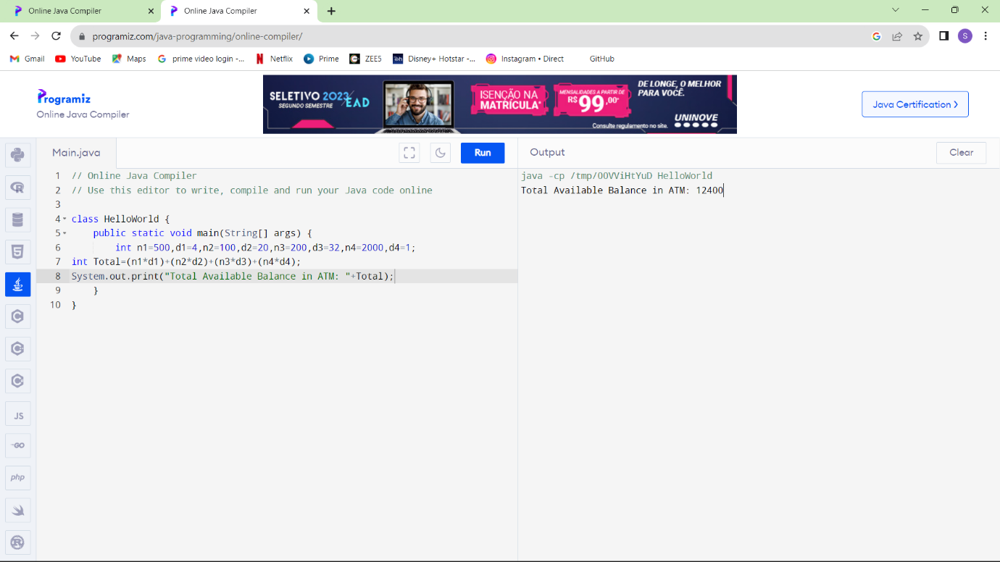 Online Java Compiler
Online Java Compiler
programiz.com/java-programming/online-compiler/
S
Gmail YouTube Maps prime video login -... Netflix Prime ZEE5 Disney+ Hotstar -... Instagram • Direct GitHub
Programiz
Online Java Compiler
SELETIVO 2023 EAD
SEGUNDO SEMESTRE
ISENÇÃO NA
MATRÍCULA*
MENSALIDADES A PARTIR DE
R$ 99,00*
DE LONGE, O MELHOR
PARA VOCÊ.
UNINOVE
Consulte regulamento no site.
Java Certification >
Main.java
Run
Output
Clear
1 // Online Java Compiler
2 // Use this editor to write, compile and run your Java code online
3
4 class HelloWorld {
5 public static void main(String[] args) {
6 int n1=500,d1=4,n2=100,d2=20,n3=200,d3=32,n4=2000,d4=1;
7 int Total=(n1*d1)+(n2*d2)+(n3*d3)+(n4*d4);
8 System.out.print("Total Available Balance in ATM: "+Total);
9 }
10 }
java -cp /tmp/OOVViHtYuD HelloWorld
Total Available Balance in ATM: 12400
JS
GO
php